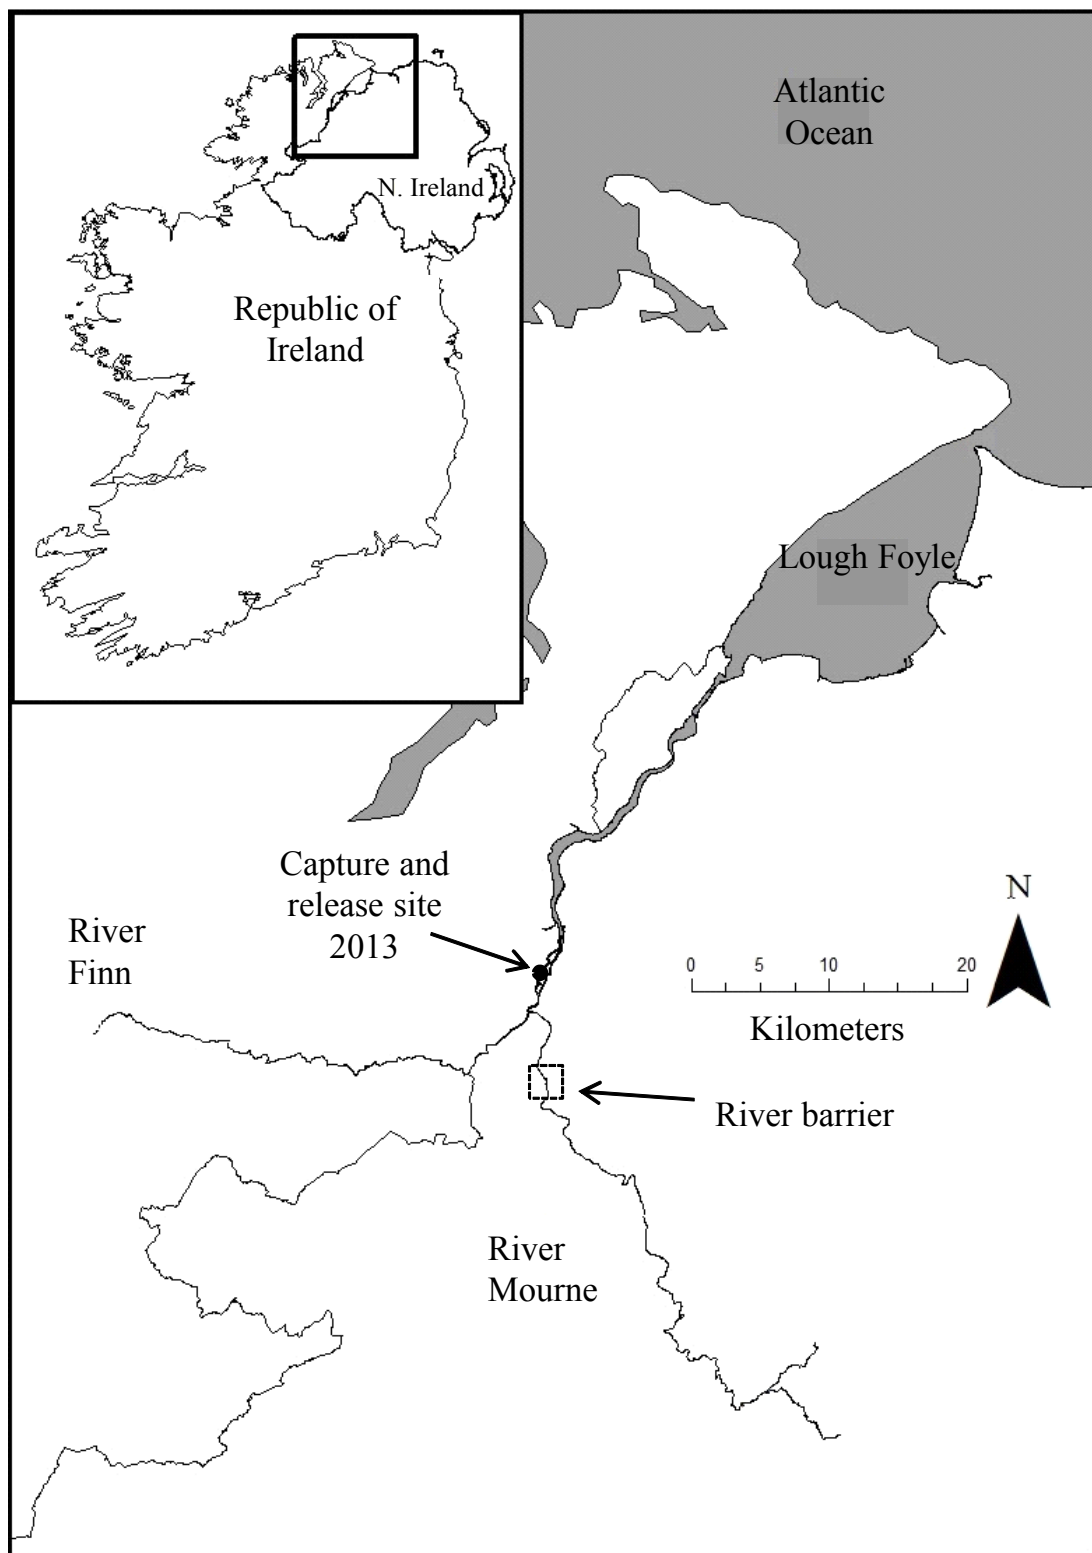 Atlantic
Ocean
N. Ireland
Republic of
Ireland
Lough Foyle
Capture and
release site
2013
River
Finn
N
0 5 10 20
Kilometers
River barrier
River
Mourne